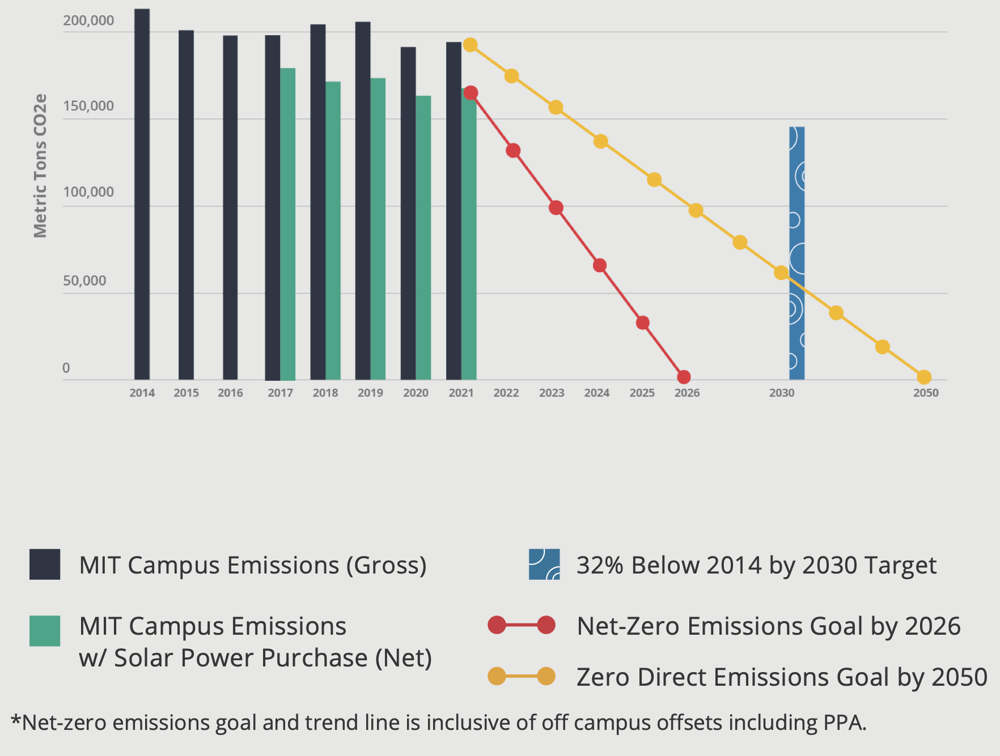 200,000
150,000
100,000
50,000
0
Metric Tons CO2e
2014 2015 2016 2017 2018 2019 2020 2021 2022 2023 2024 2025 2026 2030 2050
MIT Campus Emissions (Gross)
MIT Campus Emissions
w/ Solar Power Purchase (Net)
32% Below 2014 by 2030 Target
Net-Zero Emissions Goal by 2026
Zero Direct Emissions Goal by 2050
*Net-zero emissions goal and trend line is inclusive of off campus offsets including PPA.